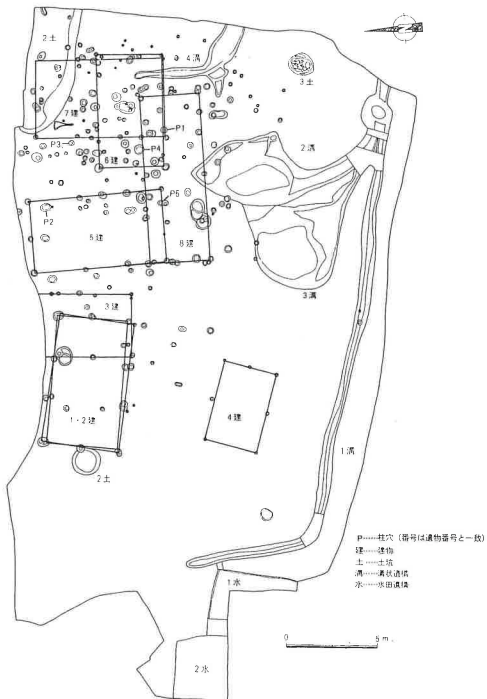 2土
4溝
3土
7建
P1
2溝
P3
6建
P4
P5
P2
5建
8建
3溝
3建
1・2建
4建
1溝
2土
P……柱穴 (番号は遺物番号と一致)
建……建物
土……土坑
溝……溝状遺構
水……水田遺構
1水
0 5m.
2水